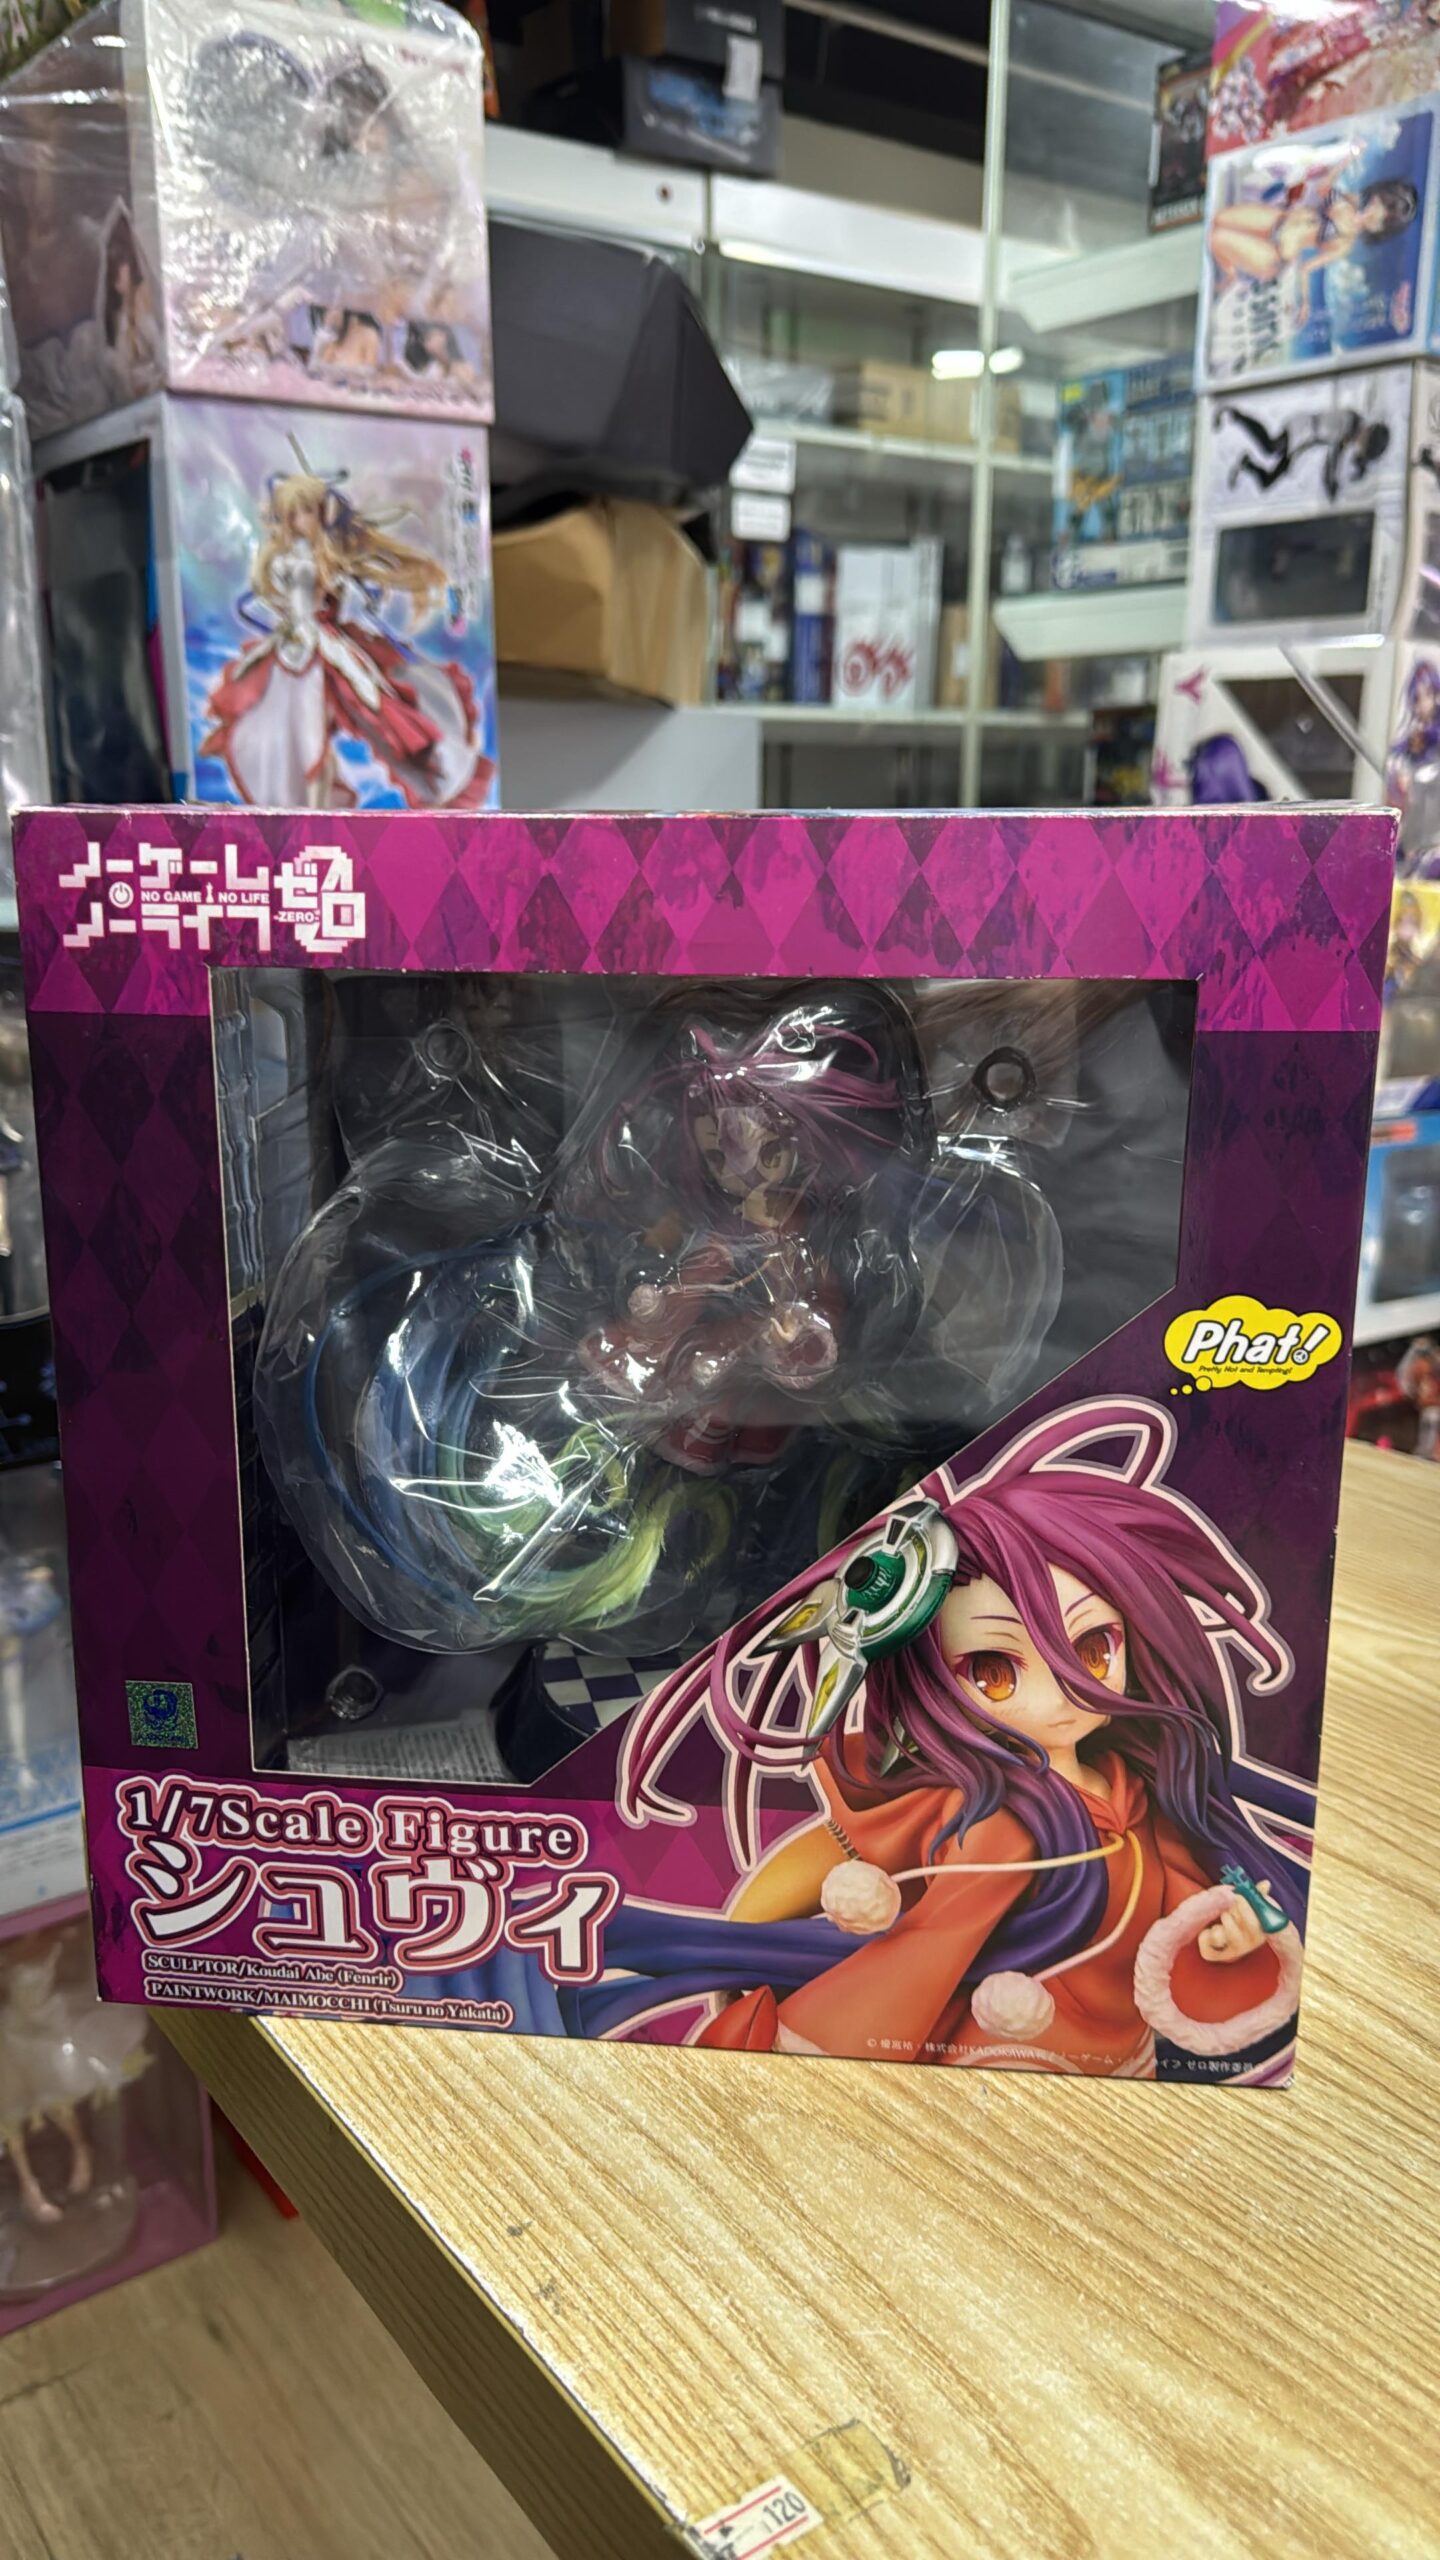 ノーゲーム
NO GAME NO LIFE
ノーライフ
ゼロ
-ZERO-
Phat!
Pretty Hot and Tempting!
1/7Scale Figure
シュヴィ
SCULPTOR/Koudai Abe (Fenrir)
PAINTWORK/MAIMOCCHI (Tsuru no Yakata)
120